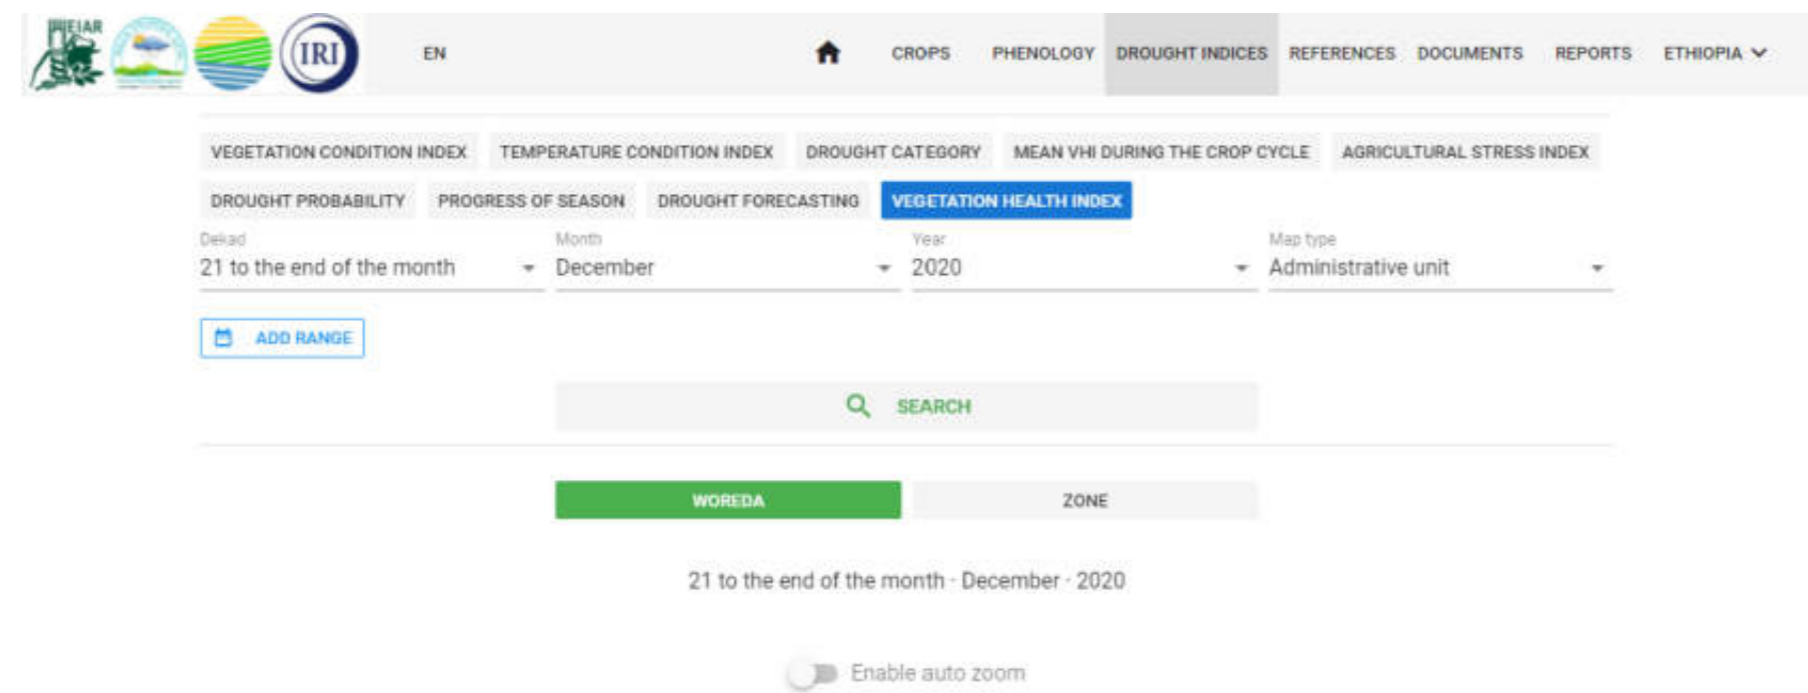 EIAR IRI EN CROPS PHENOLOGY DROUGHT INDICES REFERENCES DOCUMENTS REPORTS ETHIOPIA
VEGETATION CONDITION INDEX TEMPERATURE CONDITION INDEX DROUGHT CATEGORY MEAN VHI DURING THE CROP CYCLE AGRICULTURAL STRESS INDEX
DROUGHT PROBABILITY PROGRESS OF SEASON DROUGHT FORECASTING VEGETATION HEALTH INDEX
Dekad Month Year Map type
21 to the end of the month December 2020 Administrative unit
ADD RANGE
SEARCH
WOREDA ZONE
21 to the end of the month - December - 2020
Enable auto zoom